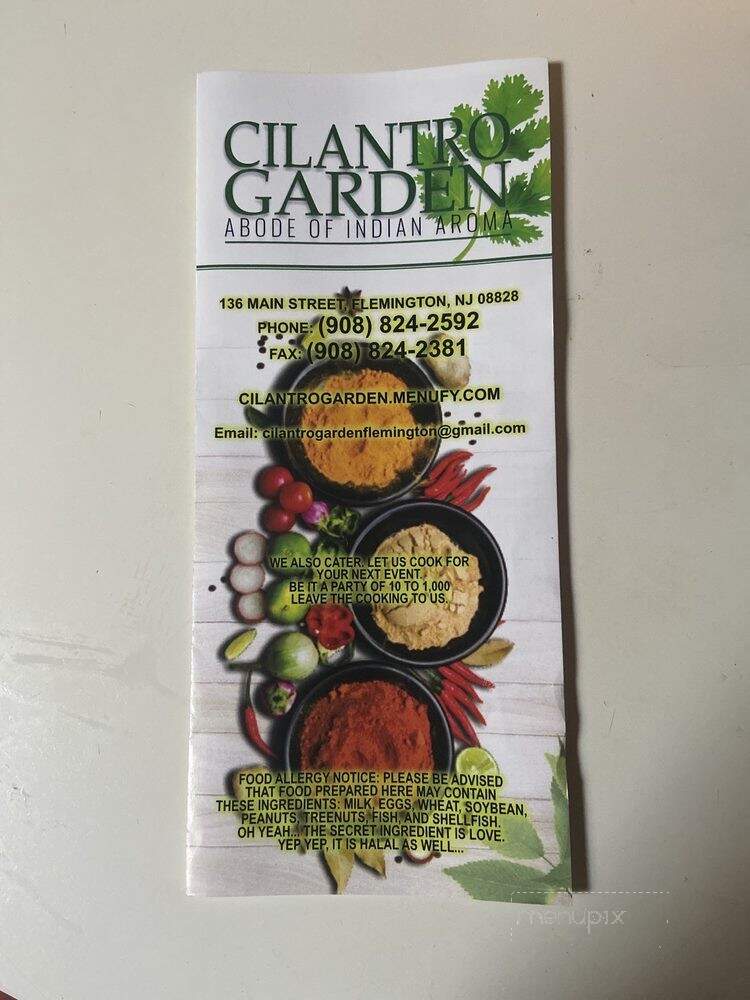 CILANTRO
GARDEN
ABODE OF INDIAN AROMA
136 MAIN STREET, FLEMINGTON, NJ 08828
PHONE: (908) 824-2592
FAX: (908) 824-2381
CILANTROGARDEN.MENUFY.COM
Email: cilantrogardenflemington@gmail.com
WE ALSO CATER. LET US COOK FOR
YOUR NEXT EVENT.
BE IT A PARTY OF 10 TO 1,000
LEAVE THE COOKING TO US.
FOOD ALLERGY NOTICE: PLEASE BE ADVISED
THAT FOOD PREPARED HERE MAY CONTAIN
THESE INGREDIENTS: MILK, EGGS, WHEAT, SOYBEAN,
PEANUTS, TREENUTS, FISH, AND SHELLFISH.
OH YEAH... THE SECRET INGREDIENT IS LOVE.
YEP YEP, IT IS HALAL AS WELL...
menupix